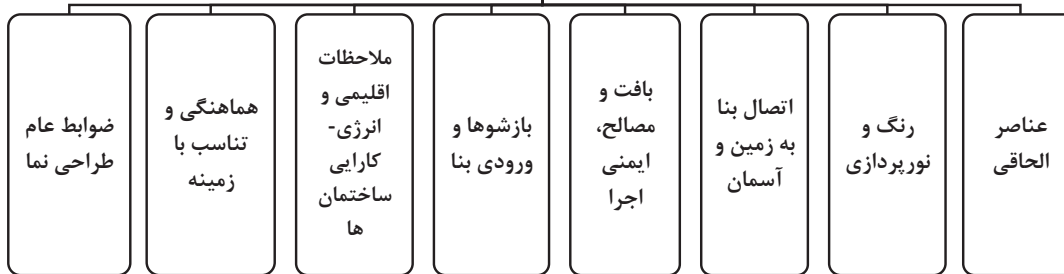 عناصر
الحاقی
رنگ و
نورپردازی
اتصال بنا
به زمین و
آسمان
بافت و
مصالح،
ایمنی
اجرا
بازشوها و
ورودی بنا
ملاحظات
اقلیمی و
انرژی-
کارایی
ساختمان
ها
هماهنگی و
تناسب با
زمینه
ضوابط عام
طراحی نما